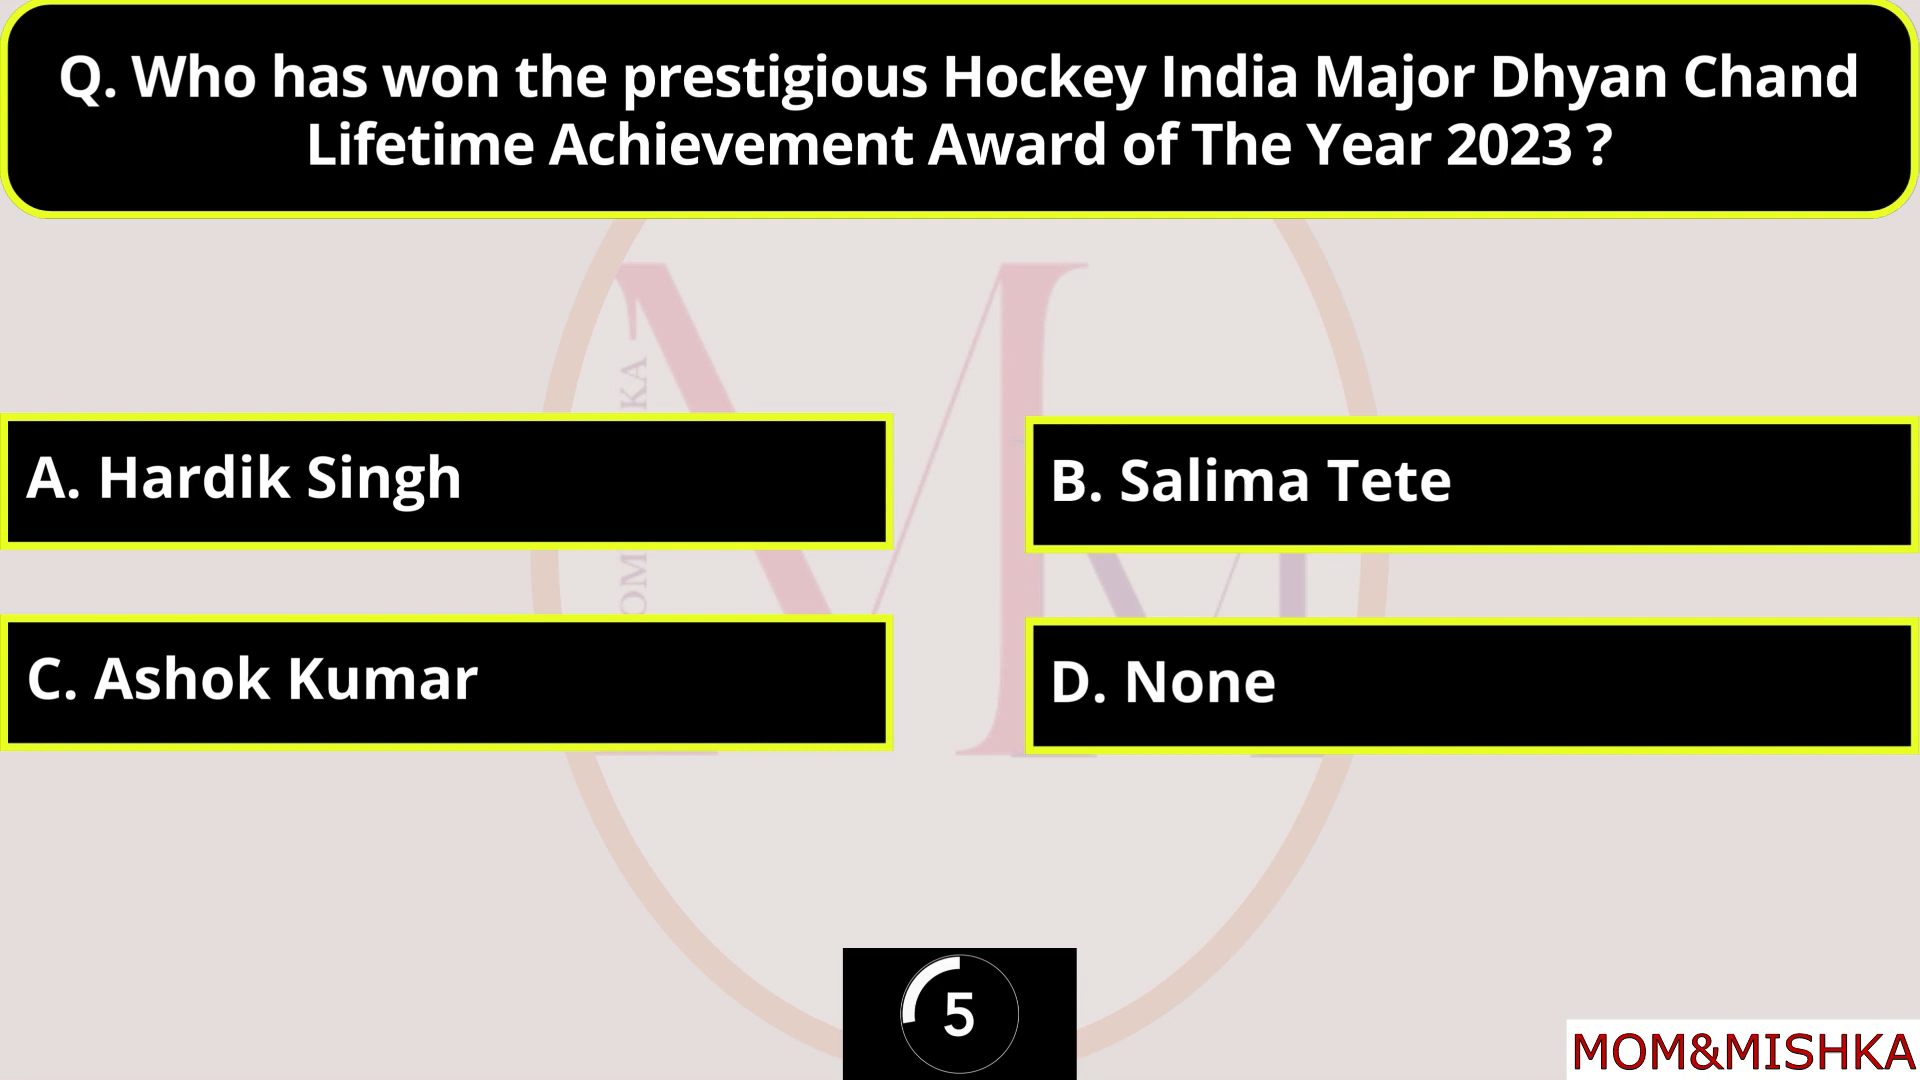 Q. Who has won the prestigious Hockey India Major Dhyan Chand
Lifetime Achievement Award of The Year 2023 ?
A. Hardik Singh
B. Salima Tete
C. Ashok Kumar
D. None
5
MOM&MISHKA